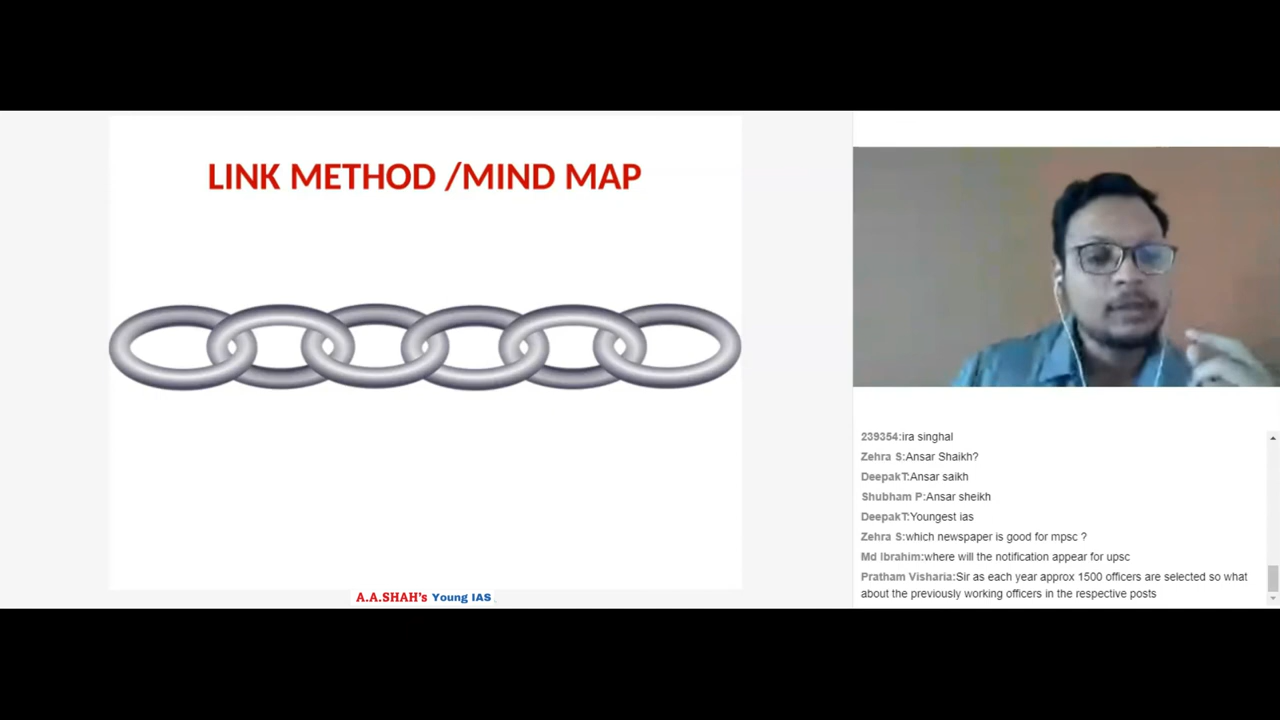 LINK METHOD /MIND MAP
239354:ira singhal
Zehra S:Ansar Shaikh?
DeepakT:Ansar saikh
Shubham P:Ansar sheikh
DeepakT:Youngest ias
Zehra S:which newspaper is good for mpsc ?
Md Ibrahim:where will the notification appear for upsc
Pratham Visharia:Sir as each year approx 1500 officers are selected so what
about the previously working officers in the respective posts
A.A.SHAH's Young IAS